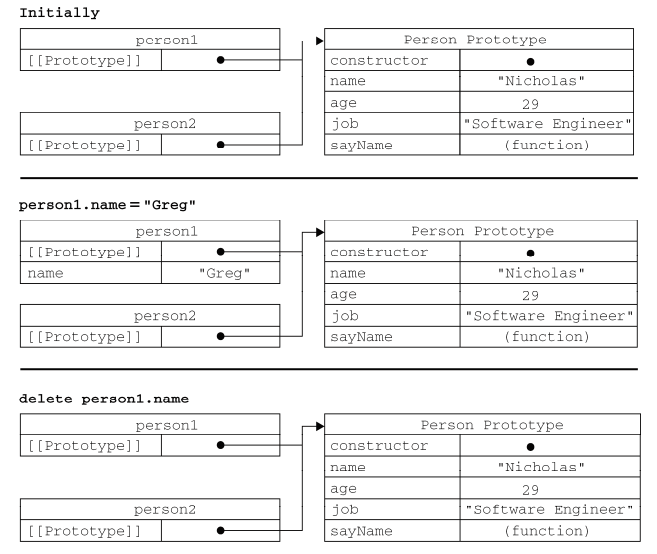 Initially
person1
[[Prototype]]
person2
[[Prototype]]
Person Prototype
constructor
name "Nicholas"
age 29
job "Software Engineer"
sayName (function)
person1.name = "Greg"
person1
[[Prototype]]
name "Greg"
person2
[[Prototype]]
Person Prototype
constructor
name "Nicholas"
age 29
job "Software Engineer"
sayName (function)
delete person1.name
person1
[[Prototype]]
person2
[[Prototype]]
Person Prototype
constructor
name "Nicholas"
age 29
job "Software Engineer"
sayName (function)